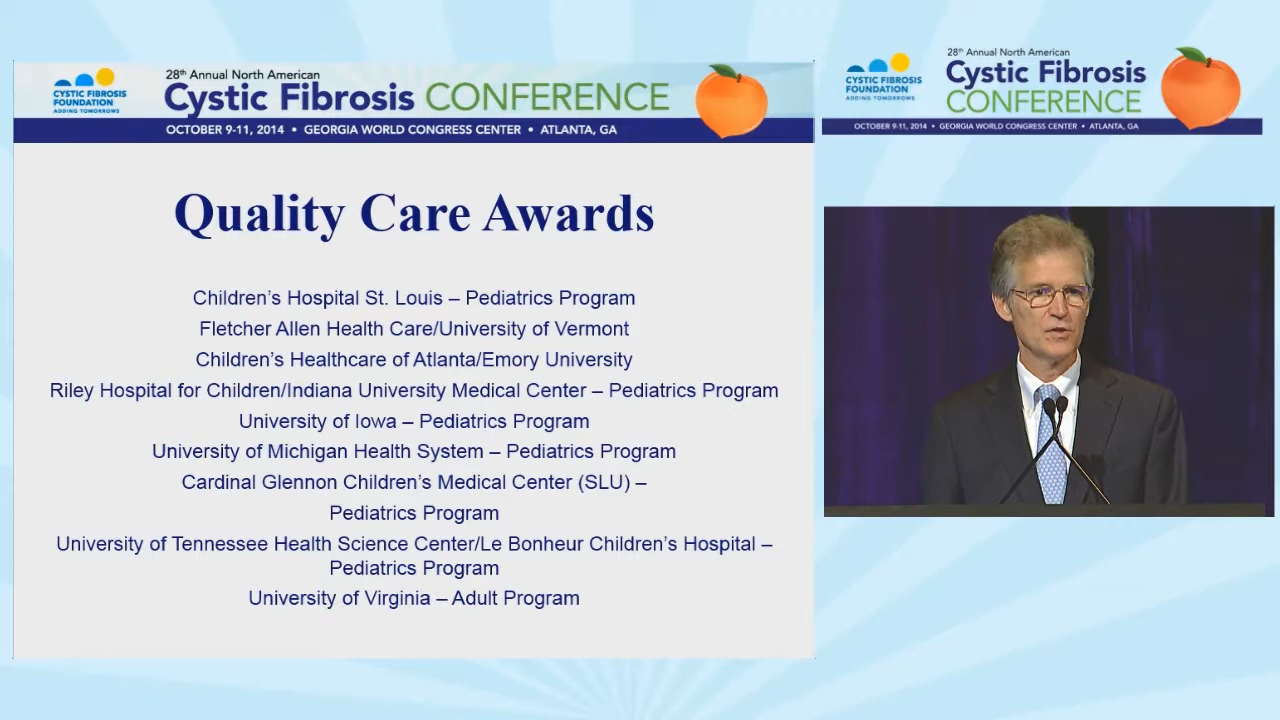 CYSTIC FIBROSIS
FOUNDATION
ADDING TOMORROWS
28th Annual North American
Cystic Fibrosis CONFERENCE
OCTOBER 9-11, 2014 • GEORGIA WORLD CONGRESS CENTER • ATLANTA, GA
Quality Care Awards
Children’s Hospital St. Louis – Pediatrics Program
Fletcher Allen Health Care/University of Vermont
Children’s Healthcare of Atlanta/Emory University
Riley Hospital for Children/Indiana University Medical Center – Pediatrics Program
University of Iowa – Pediatrics Program
University of Michigan Health System – Pediatrics Program
Cardinal Glennon Children’s Medical Center (SLU) –
Pediatrics Program
University of Tennessee Health Science Center/Le Bonheur Children’s Hospital –
Pediatrics Program
University of Virginia – Adult Program
CYSTIC FIBROSIS
FOUNDATION
ADDING TOMORROWS
28th Annual North American
Cystic Fibrosis
CONFERENCE
OCTOBER 9-11, 2014 • GEORGIA WORLD CONGRESS CENTER • ATLANTA, GA